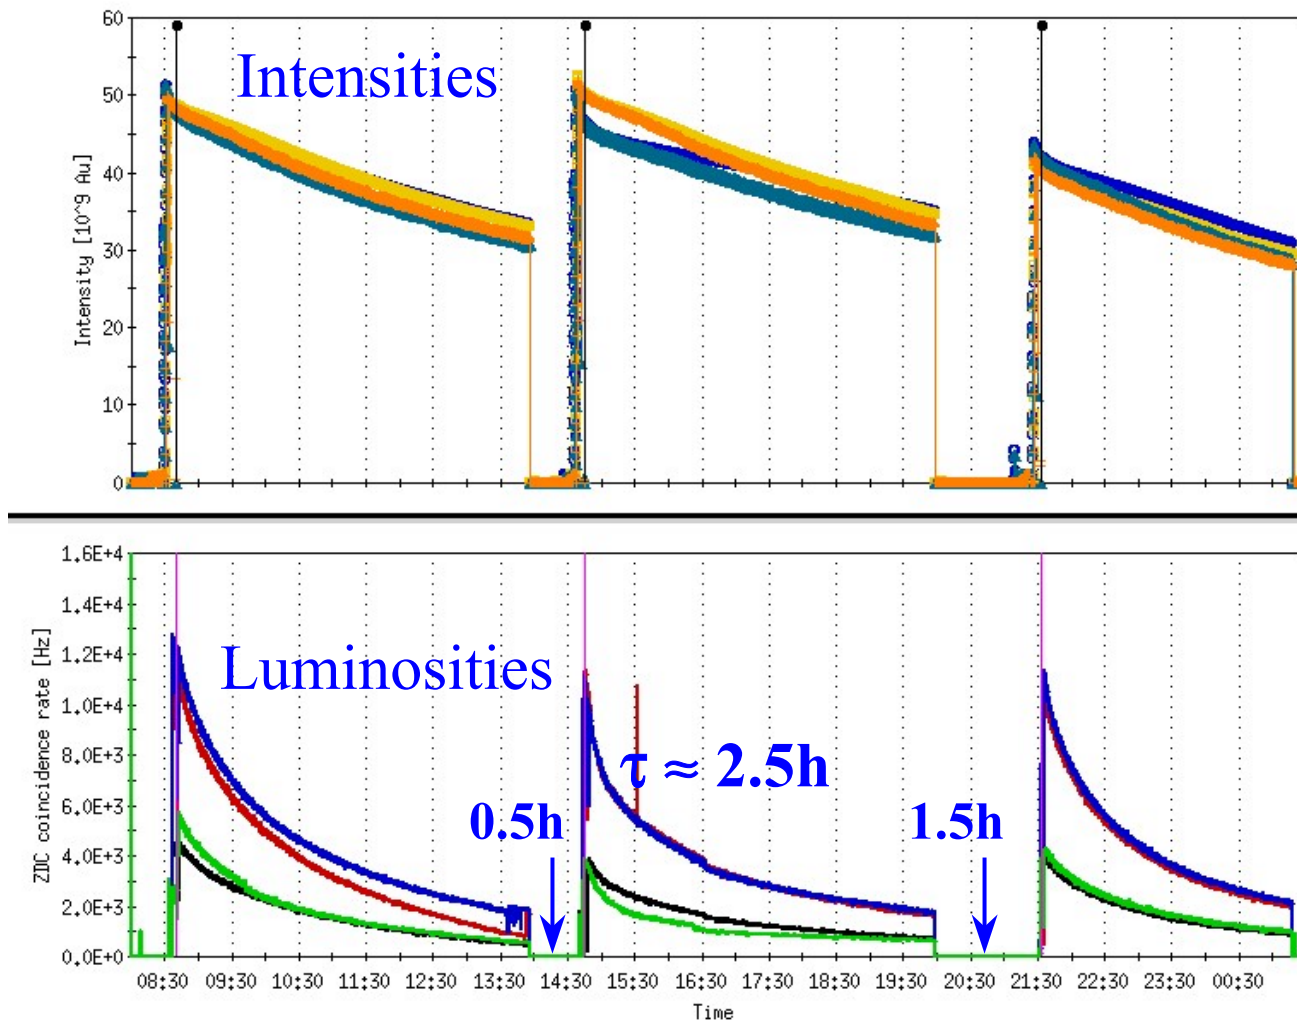 60
50
40
30
20
10
0
Intensity [10^9 Au]
Intensities
1.6E+4
1.4E+4
1.2E+4
1.0E+4
8.0E+3
6.0E+3
4.0E+3
2.0E+3
0.0E+0
ZDC coincidence rate [Hz]
Luminosities
τ ≈ 2.5h
0.5h
1.5h
08:30 09:30 10:30 11:30 12:30 13:30 14:30 15:30 16:30 17:30 18:30 19:30 20:30 21:30 22:30 23:30 00:30
Time